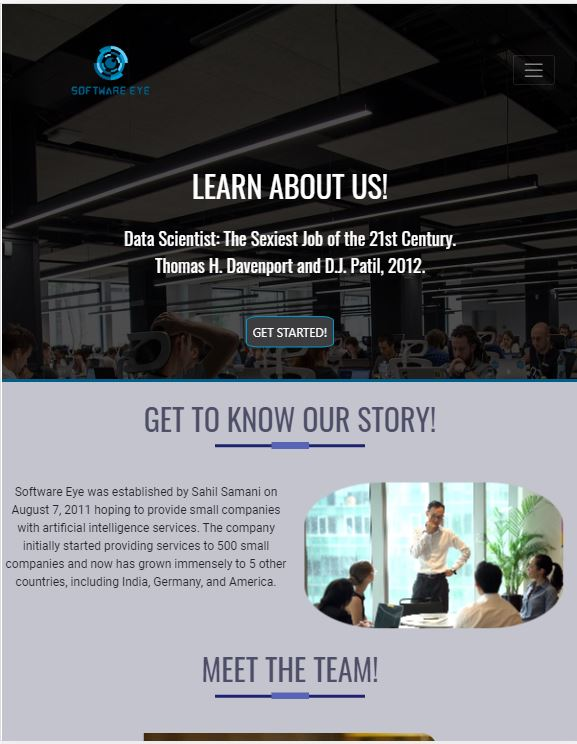 SOFTWARE EYE
LEARN ABOUT US!
Data Scientist: The Sexiest Job of the 21st Century.
Thomas H. Davenport and D.J. Patil, 2012.
GET STARTED!
GET TO KNOW OUR STORY!
Software Eye was established by Sahil Samani on
August 7, 2011 hoping to provide small companies
with artificial intelligence services. The company
initially started providing services to 500 small
companies and now has grown immensely to 5 other
countries, including India, Germany, and America.
MEET THE TEAM!